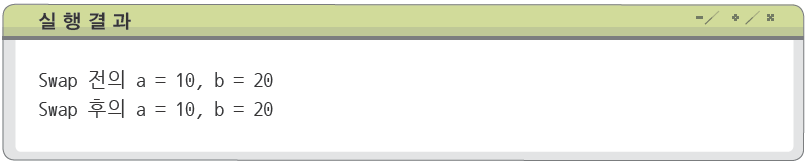 실행결과
Swap 전의 a = 10, b = 20
Swap 후의 a = 10, b = 20